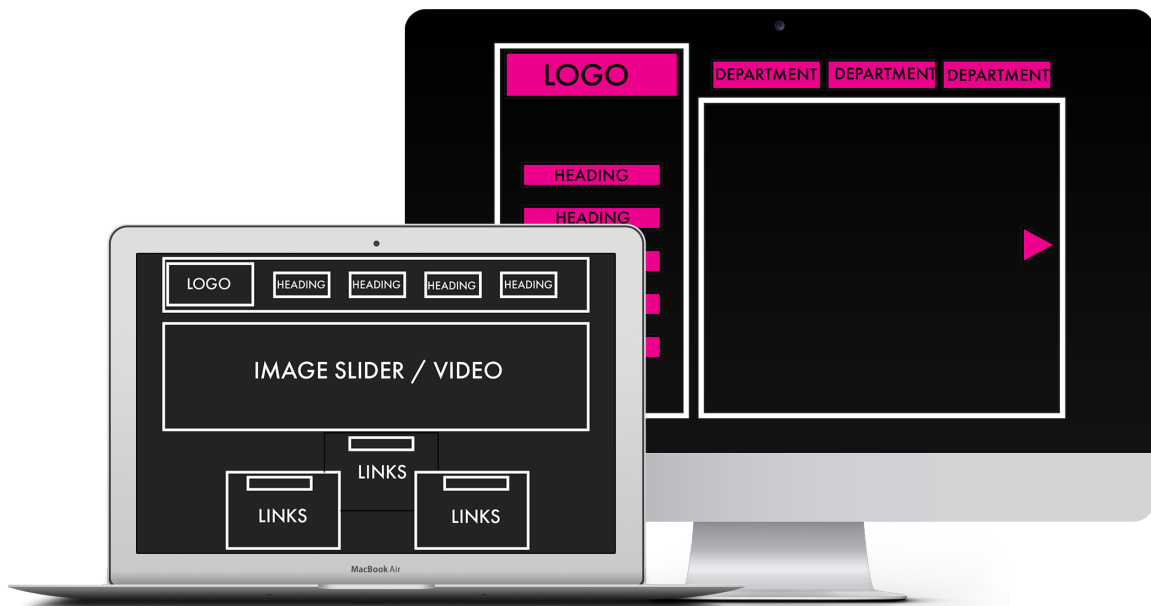 LOGO
DEPARTMENT
DEPARTMENT
DEPARTMENT
HEADING
HEADING
LOGO
HEADING
HEADING
HEADING
HEADING
IMAGE SLIDER / VIDEO
LINKS
LINKS
LINKS
MacBook Air